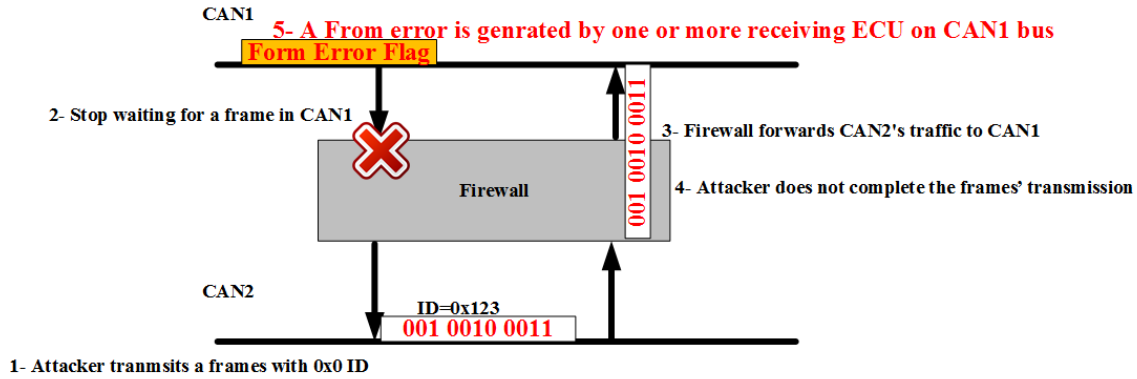 CAN1
5- A From error is genrated by one or more receiving ECU on CAN1 bus
Form Error Flag
2- Stop waiting for a frame in CAN1
001 0010 0011
3- Firewall forwards CAN2's traffic to CAN1
Firewall
4- Attacker does not complete the frames’ transmission
CAN2
ID=0x123
001 0010 0011
1- Attacker tranmsits a frames with 0x0 ID